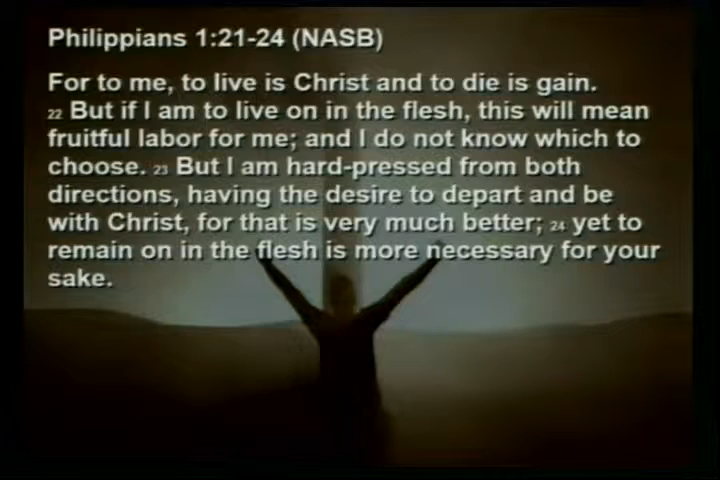 Philippians 1:21-24 (NASB)
For to me, to live is Christ and to die is gain.
22 But if I am to live on in the flesh, this will mean
fruitful labor for me; and I do not know which to
choose. 23 But I am hard-pressed from both
directions, having the desire to depart and be
with Christ, for that is very much better; 24 yet to
remain on in the flesh is more necessary for your
sake.